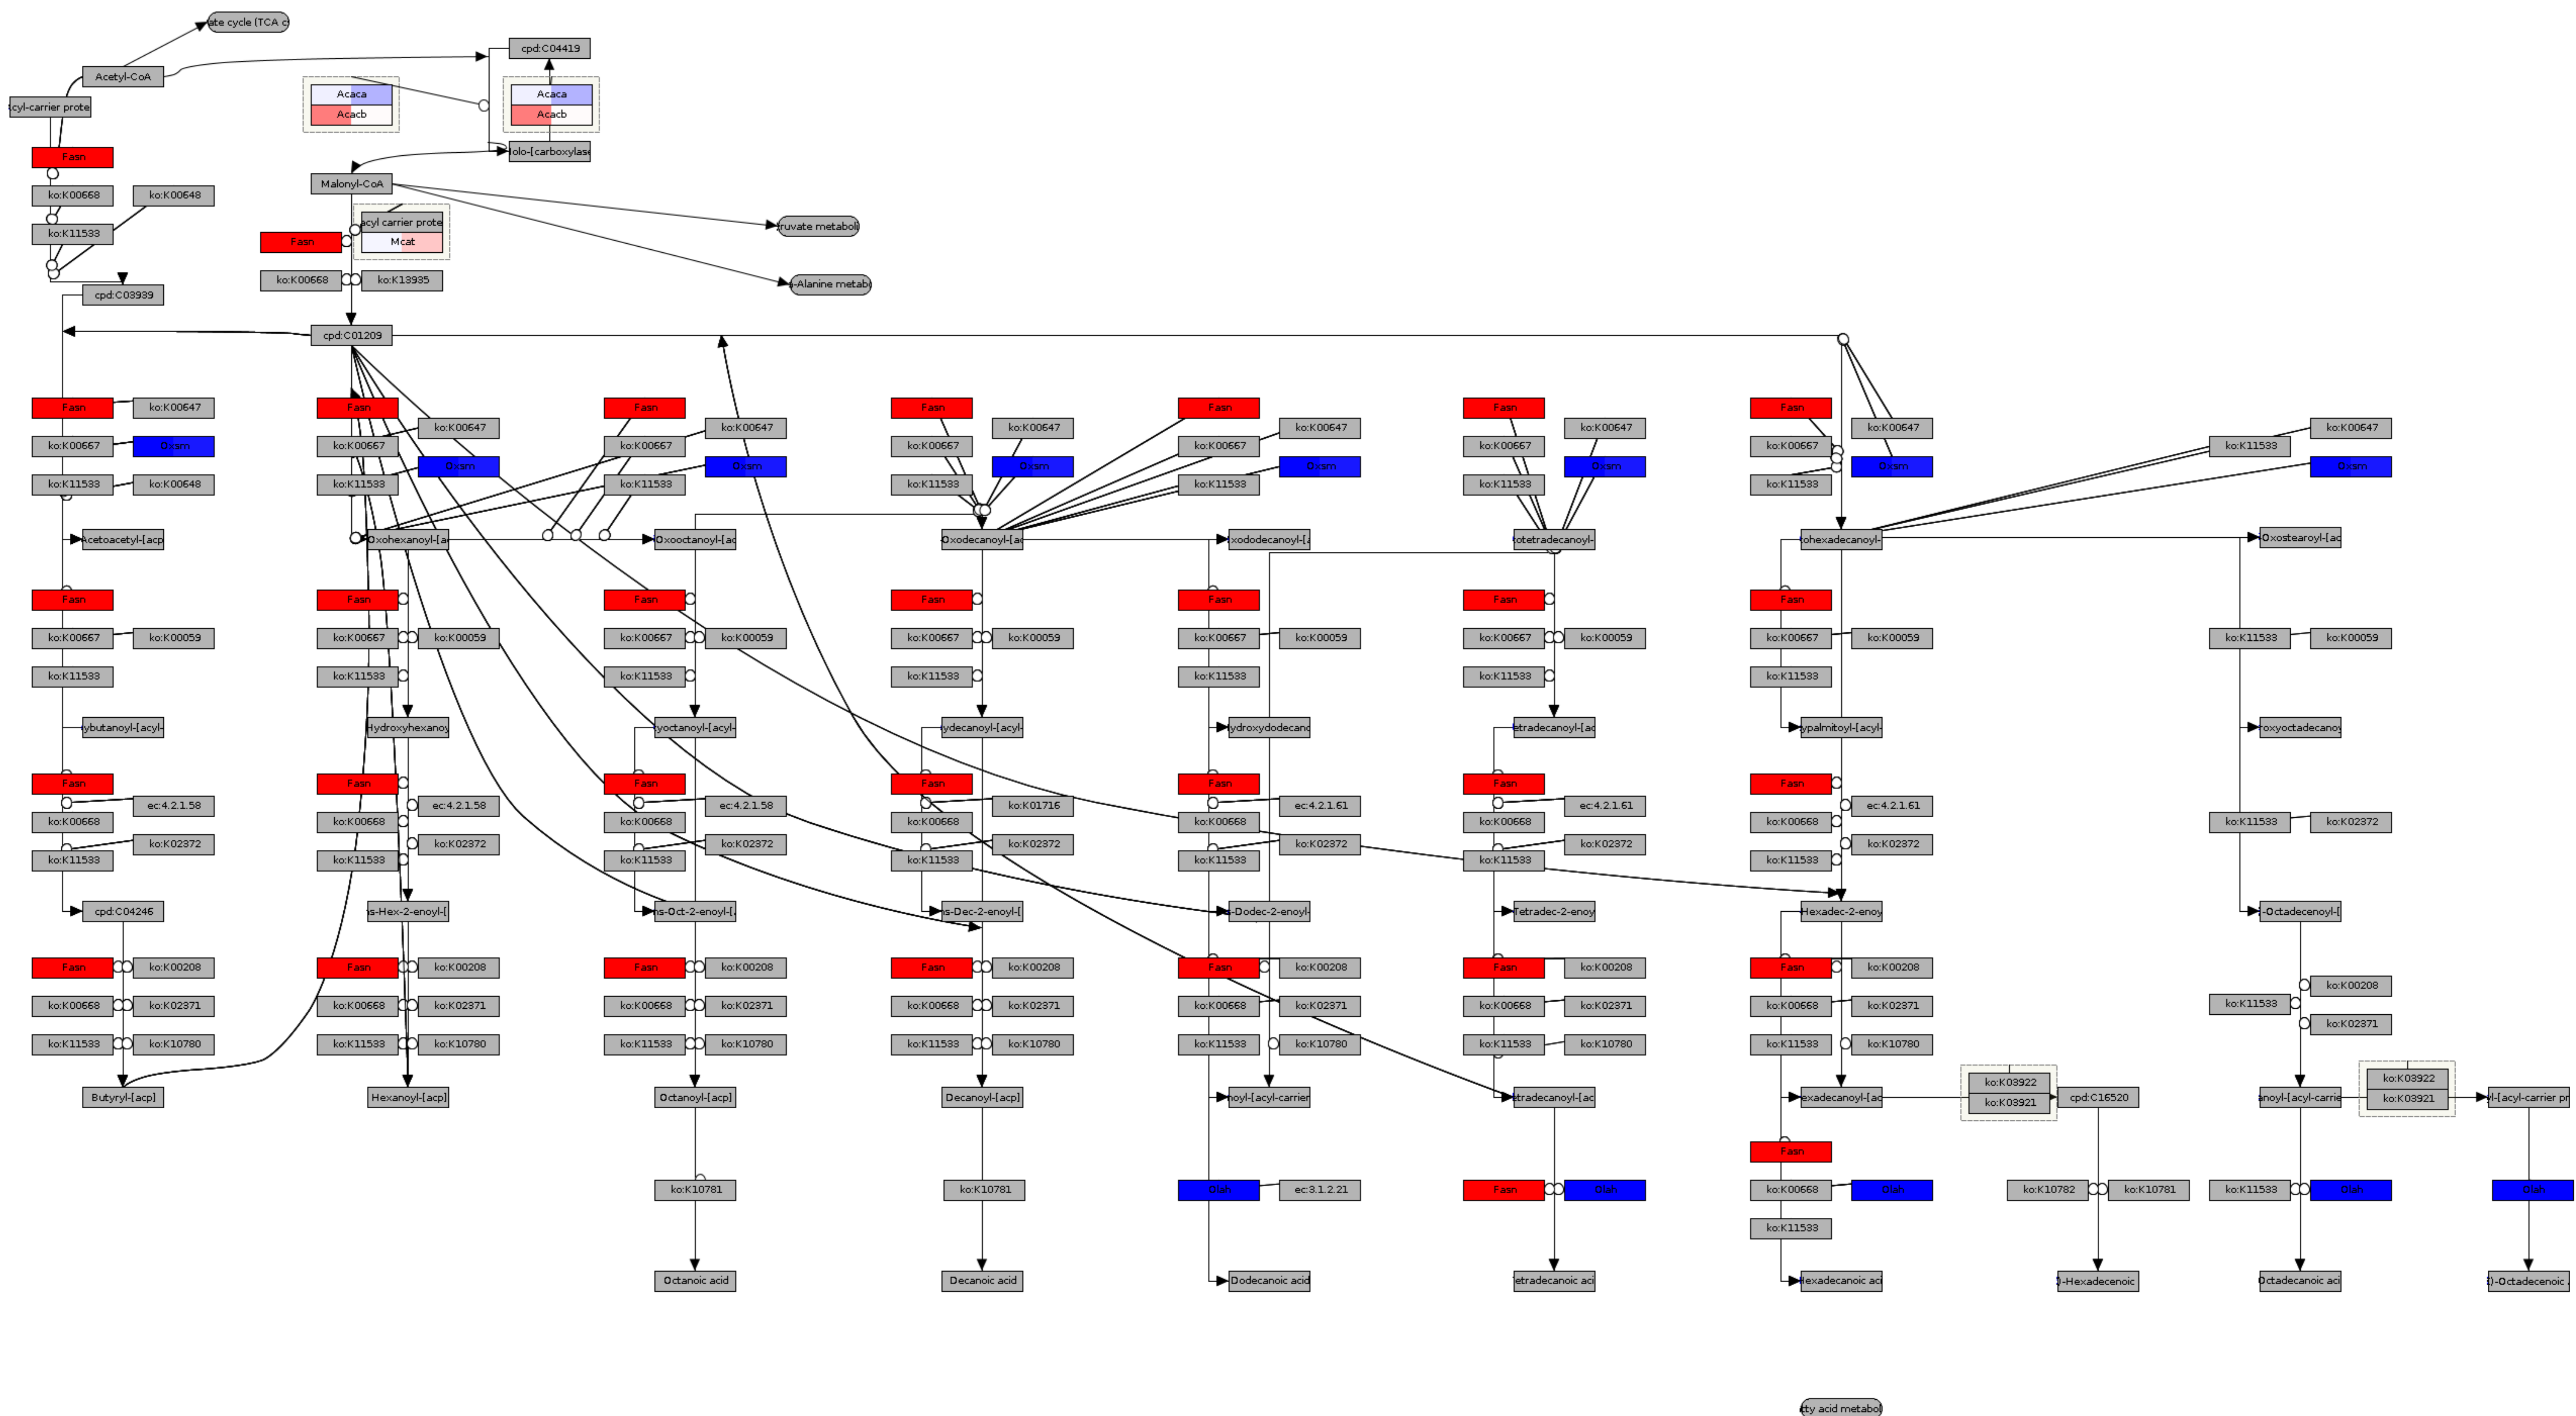 ate cycle (TCA c
cpd:C04419
Acetyl-CoA
Acaca
Acaca
cyl-carrier prote
Acacb
Acacb
Fasn
olo-[carboxylase
Malonyl-CoA
ko:K00668
ko:K00648
acyl carrier prote
ruvate metabol
ko:K11533
Fasn
Mcat
ko:K00668
ko:K13935
a-Alanine metab
cpd:C03939
cpd:C01209
Fasn
ko:K00647
Fasn
Fasn
Fasn
Fasn
Fasn
Fasn
ko:K00647
ko:K00647
ko:K00647
ko:K00647
ko:K00647
ko:K00647
ko:K00647
ko:K00667
Oxsm
ko:K00667
ko:K00667
ko:K00667
ko:K00667
ko:K00667
ko:K00667
ko:K11533
Oxsm
Oxsm
Oxsm
Oxsm
Oxsm
Oxsm
Oxsm
ko:K11533
ko:K00648
ko:K11533
ko:K11533
ko:K11533
ko:K11533
ko:K11533
ko:K11533
Acetoacetyl-[acp
Oxohexanoyl-[a
Oxooctanoyl-[ac
Oxodecanoyl-[ac
xododecanoyl-[a
otetradecanoyl-
ohexadecanoyl-
Oxostearoyl-[ac
Fasn
Fasn
Fasn
Fasn
Fasn
Fasn
Fasn
ko:K00667
ko:K00059
ko:K00667
ko:K00059
ko:K00667
ko:K00059
ko:K00667
ko:K00059
ko:K00667
ko:K00059
ko:K00667
ko:K00059
ko:K00667
ko:K00059
ko:K11533
ko:K00059
ko:K11533
ko:K11533
ko:K11533
ko:K11533
ko:K11533
ko:K11533
ko:K11533
ybutanoyl-[acyl-
Hydroxyhexanoy
yoctanoyl-[acyl-
ydecanoyl-[acyl-
ydroxydodecano
etradecanoyl-[ac
ypalmitoyl-[acyl-
oxyoctadecanoy
Fasn
Fasn
Fasn
Fasn
Fasn
Fasn
Fasn
ec:4.2.1.58
ec:4.2.1.58
ec:4.2.1.58
ko:K01716
ec:4.2.1.61
ec:4.2.1.61
ec:4.2.1.61
ko:K00668
ko:K00668
ko:K00668
ko:K00668
ko:K00668
ko:K00668
ko:K00668
ko:K11533
ko:K02372
ko:K02372
ko:K02372
ko:K02372
ko:K02372
ko:K02372
ko:K02372
ko:K02372
ko:K11533
ko:K11533
ko:K11533
ko:K11533
ko:K11533
ko:K11533
ko:K11533
cpd:C04246
ns-Hex-2-enoyl-[
ns-Oct-2-enoyl-[
ns-Dec-2-enoyl-[
s-Dodec-2-enoyl-
Tetradec-2-enoy
Hexadec-2-enoy
-Octadecenoyl-[
Fasn
ko:K00208
Fasn
ko:K00208
Fasn
ko:K00208
Fasn
ko:K00208
Fasn
ko:K00208
Fasn
ko:K00208
Fasn
ko:K00208
ko:K00208
ko:K00668
ko:K02371
ko:K00668
ko:K02371
ko:K00668
ko:K02371
ko:K00668
ko:K02371
ko:K00668
ko:K02371
ko:K00668
ko:K02371
ko:K00668
ko:K02371
ko:K11533
ko:K02371
ko:K11533
ko:K10780
ko:K11533
ko:K10780
ko:K11533
ko:K10780
ko:K11533
ko:K10780
ko:K11533
ko:K10780
ko:K11533
ko:K10780
ko:K11533
ko:K10780
ko:K03922
ko:K03922
Butyryl-[acp]
Hexanoyl-[acp]
Octanoyl-[acp]
Decanoyl-[acp]
noyl-[acyl-carrier
etradecanoyl-[ac
exadecanoyl-[ac
ko:K03921
cpd:C16520
anoyl-[acyl-carrie
ko:K03921
yl-[acyl-carrier pr
Fasn
ko:K10781
ko:K10781
Olah
ec:3.1.2.21
Fasn
Olah
ko:K00668
Olah
ko:K10782
ko:K10781
ko:K11533
Olah
Olah
ko:K11533
Octanoic acid
Decanoic acid
Dodecanoic acid
etradecanoic aci
Hexadecanoic aci
)-Hexadecenoic
Octadecanoic aci
)-Octadecenoic
tty acid metabol